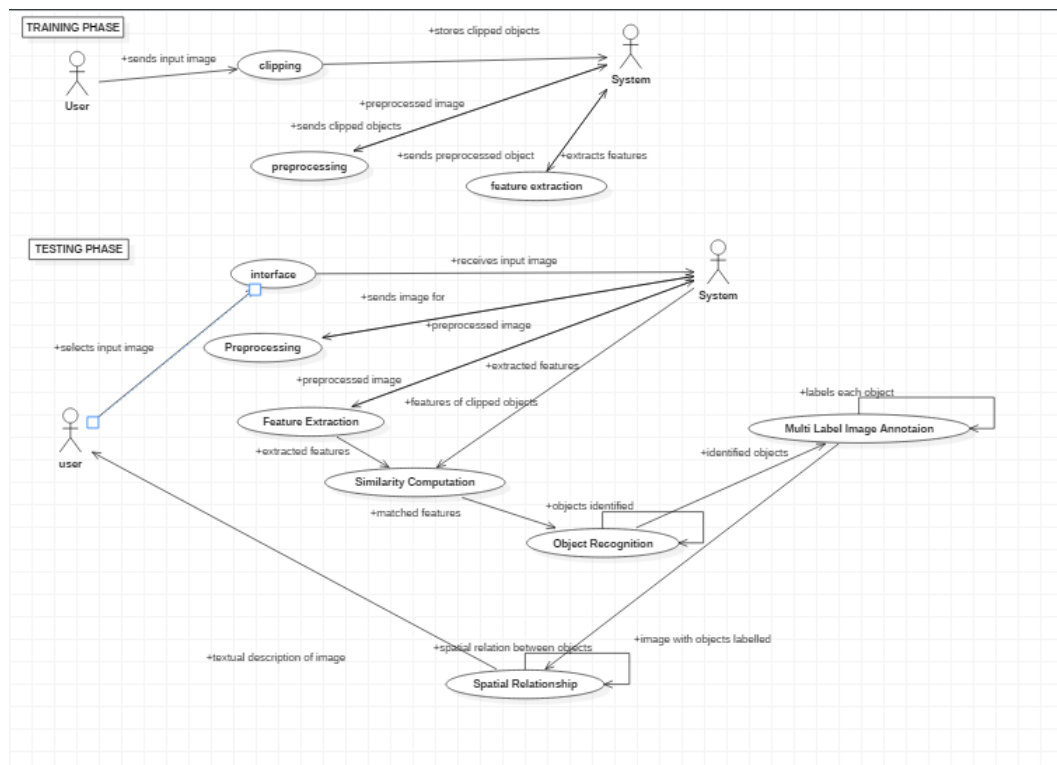 TRAINING PHASE
+stores clipped objects
+sends input image
clipping
System
User
+preprocessed image
+sends clipped objects
+sends preprocessed object
+extracts features
preprocessing
feature extraction
TESTING PHASE
+receives input image
interface
System
+sends image for
+preprocessed image
+selects input image
Preprocessing
+extracted features
+preprocessed image
+labels each object
+features of clipped objects
Feature Extraction
Multi Label Image Annotaion
user
+extracted features
+identified objects
Similarity Computation
+objects identified
+matched features
Object Recognition
+image with objects labelled
+spatial relation between objects
+textual description of image
Spatial Relationship